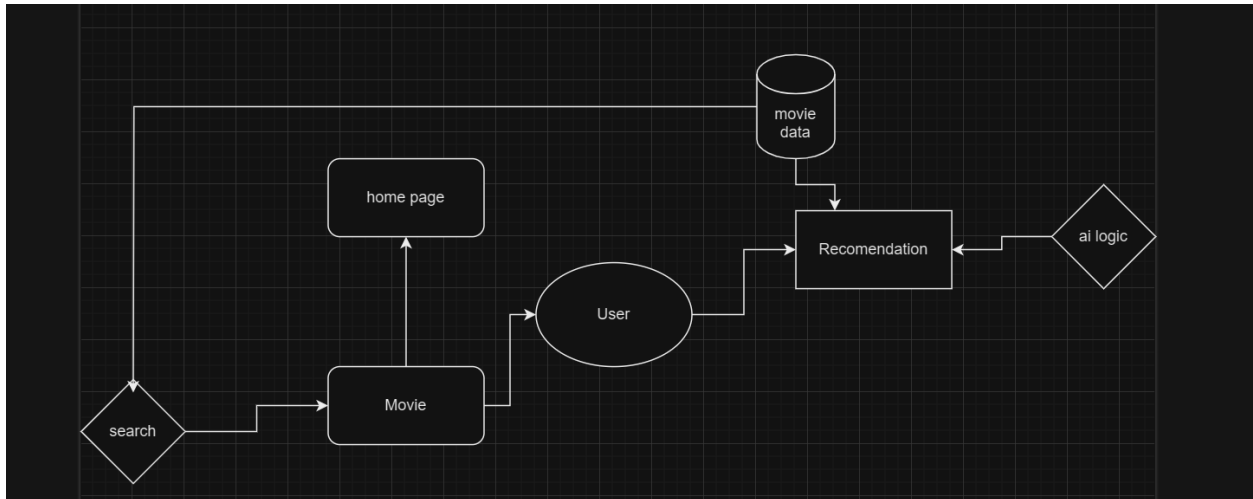 movie
data
home page
ai logic
Recomendation
User
Movie
search